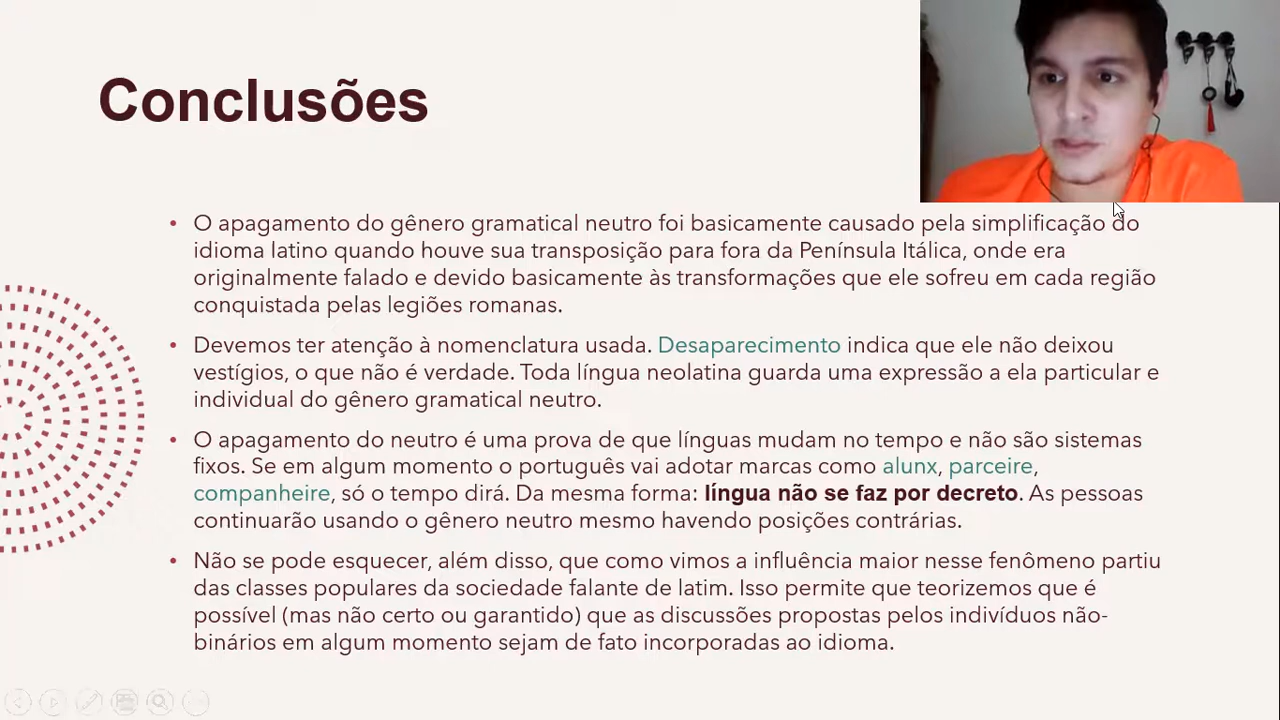 Conclusões
• O apagamento do gênero gramatical neutro foi basicamente causado pela simplificação do
idioma latino quando houve sua transposição para fora da Península Itálica, onde era
originalmente falado e devido basicamente às transformações que ele sofreu em cada região
conquistada pelas legiões romanas.
• Devemos ter atenção à nomenclatura usada. Desaparecimento indica que ele não deixou
vestígios, o que não é verdade. Toda língua neolatina guarda uma expressão a ela particular e
individual do gênero gramatical neutro.
• O apagamento do neutro é uma prova de que línguas mudam no tempo e não são sistemas
fixos. Se em algum momento o português vai adotar marcas como alunx, parceire,
companheire, só o tempo dirá. Da mesma forma: língua não se faz por decreto. As pessoas
continuarão usando o gênero neutro mesmo havendo posições contrárias.
• Não se pode esquecer, além disso, que como vimos a influência maior nesse fenômeno partiu
das classes populares da sociedade falante de latim. Isso permite que teorizemos que é
possível (mas não certo ou garantido) que as discussões propostas pelos indivíduos não-
binários em algum momento sejam de fato incorporadas ao idioma.